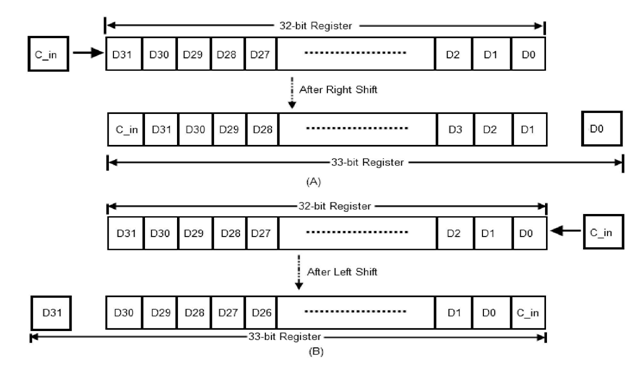 32-bit Register
C_in D31 D30 D29 D28 D27 D2 D1 D0
After Right Shift
C_in D31 D30 D29 D28 D3 D2 D1 D0
33-bit Register
(A)
32-bit Register
D31 D30 D29 D28 D27 D2 D1 D0 C_in
After Left Shift
D31 D30 D29 D28 D27 D26 D1 D0 C_in
33-bit Register
(B)